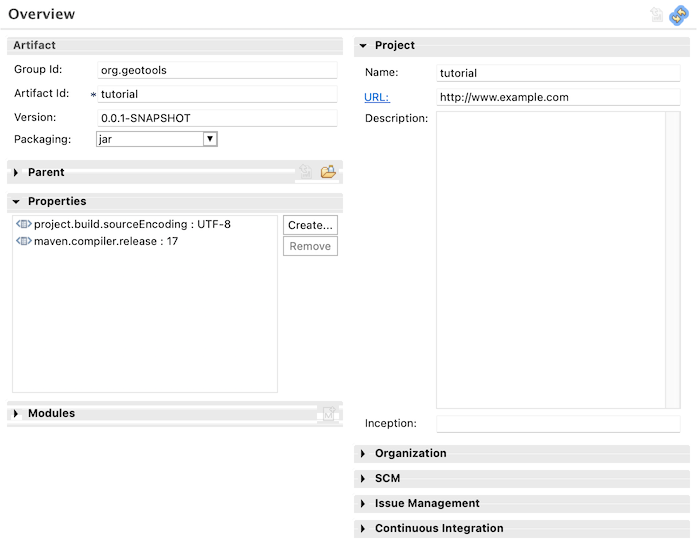 Overview
Artifact
Group Id: org.geotools
Artifact Id: * tutorial
Version: 0.0.1-SNAPSHOT
Packaging: jar
Parent
Properties
project.build.sourceEncoding : UTF-8
maven.compiler.release : 17
Create...
Remove
Modules
Project
Name: tutorial
URL: http://www.example.com
Description:
Inception:
Organization
SCM
Issue Management
Continuous Integration